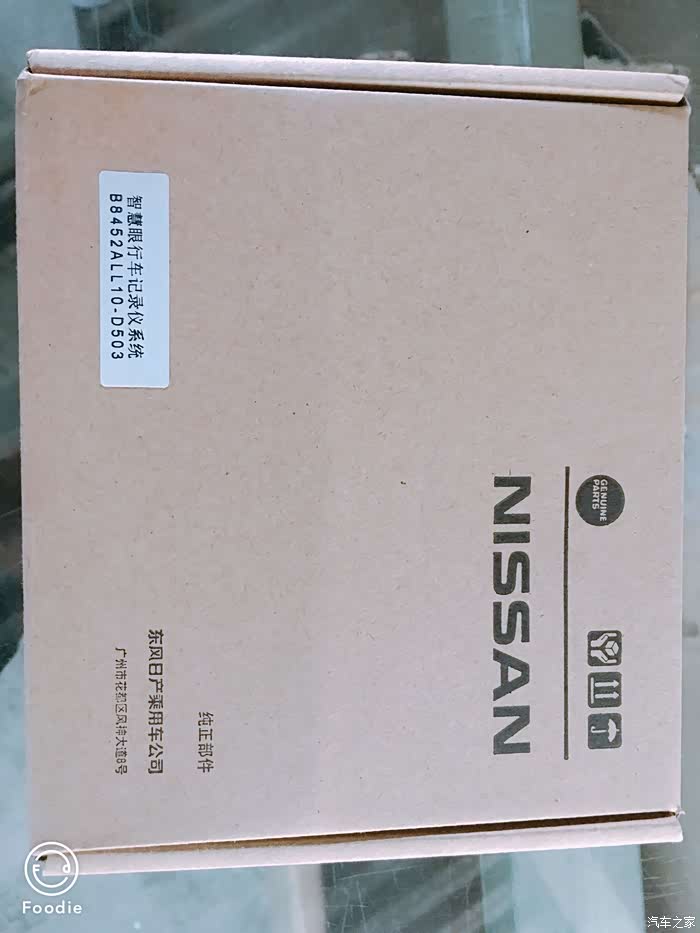 GENUINE
PARTS
NISSAN
智慧眼行车记录仪系统
B8452ALL10-D503
纯正部件
东风日产乘用车公司
广州市花都区风神大道8号
Foodie
汽车之家